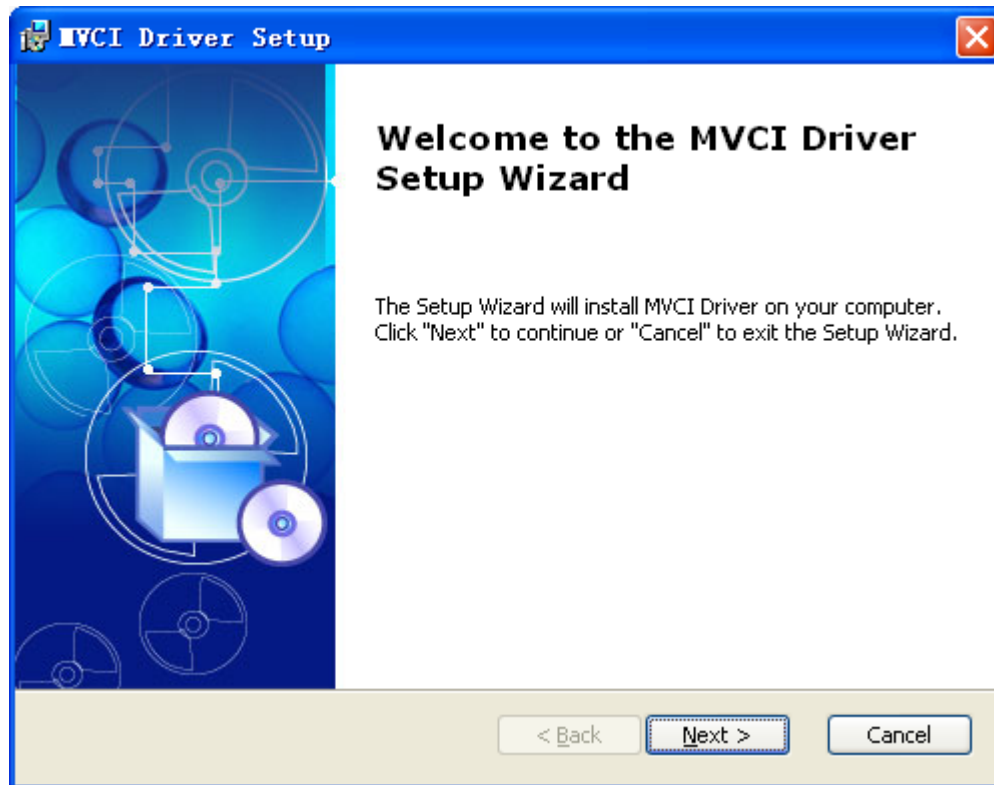 MVCI Driver Setup
Welcome to the MVCI Driver
Setup Wizard
The Setup Wizard will install MVCI Driver on your computer.
Click "Next" to continue or "Cancel" to exit the Setup Wizard.
< Back
Next >
Cancel